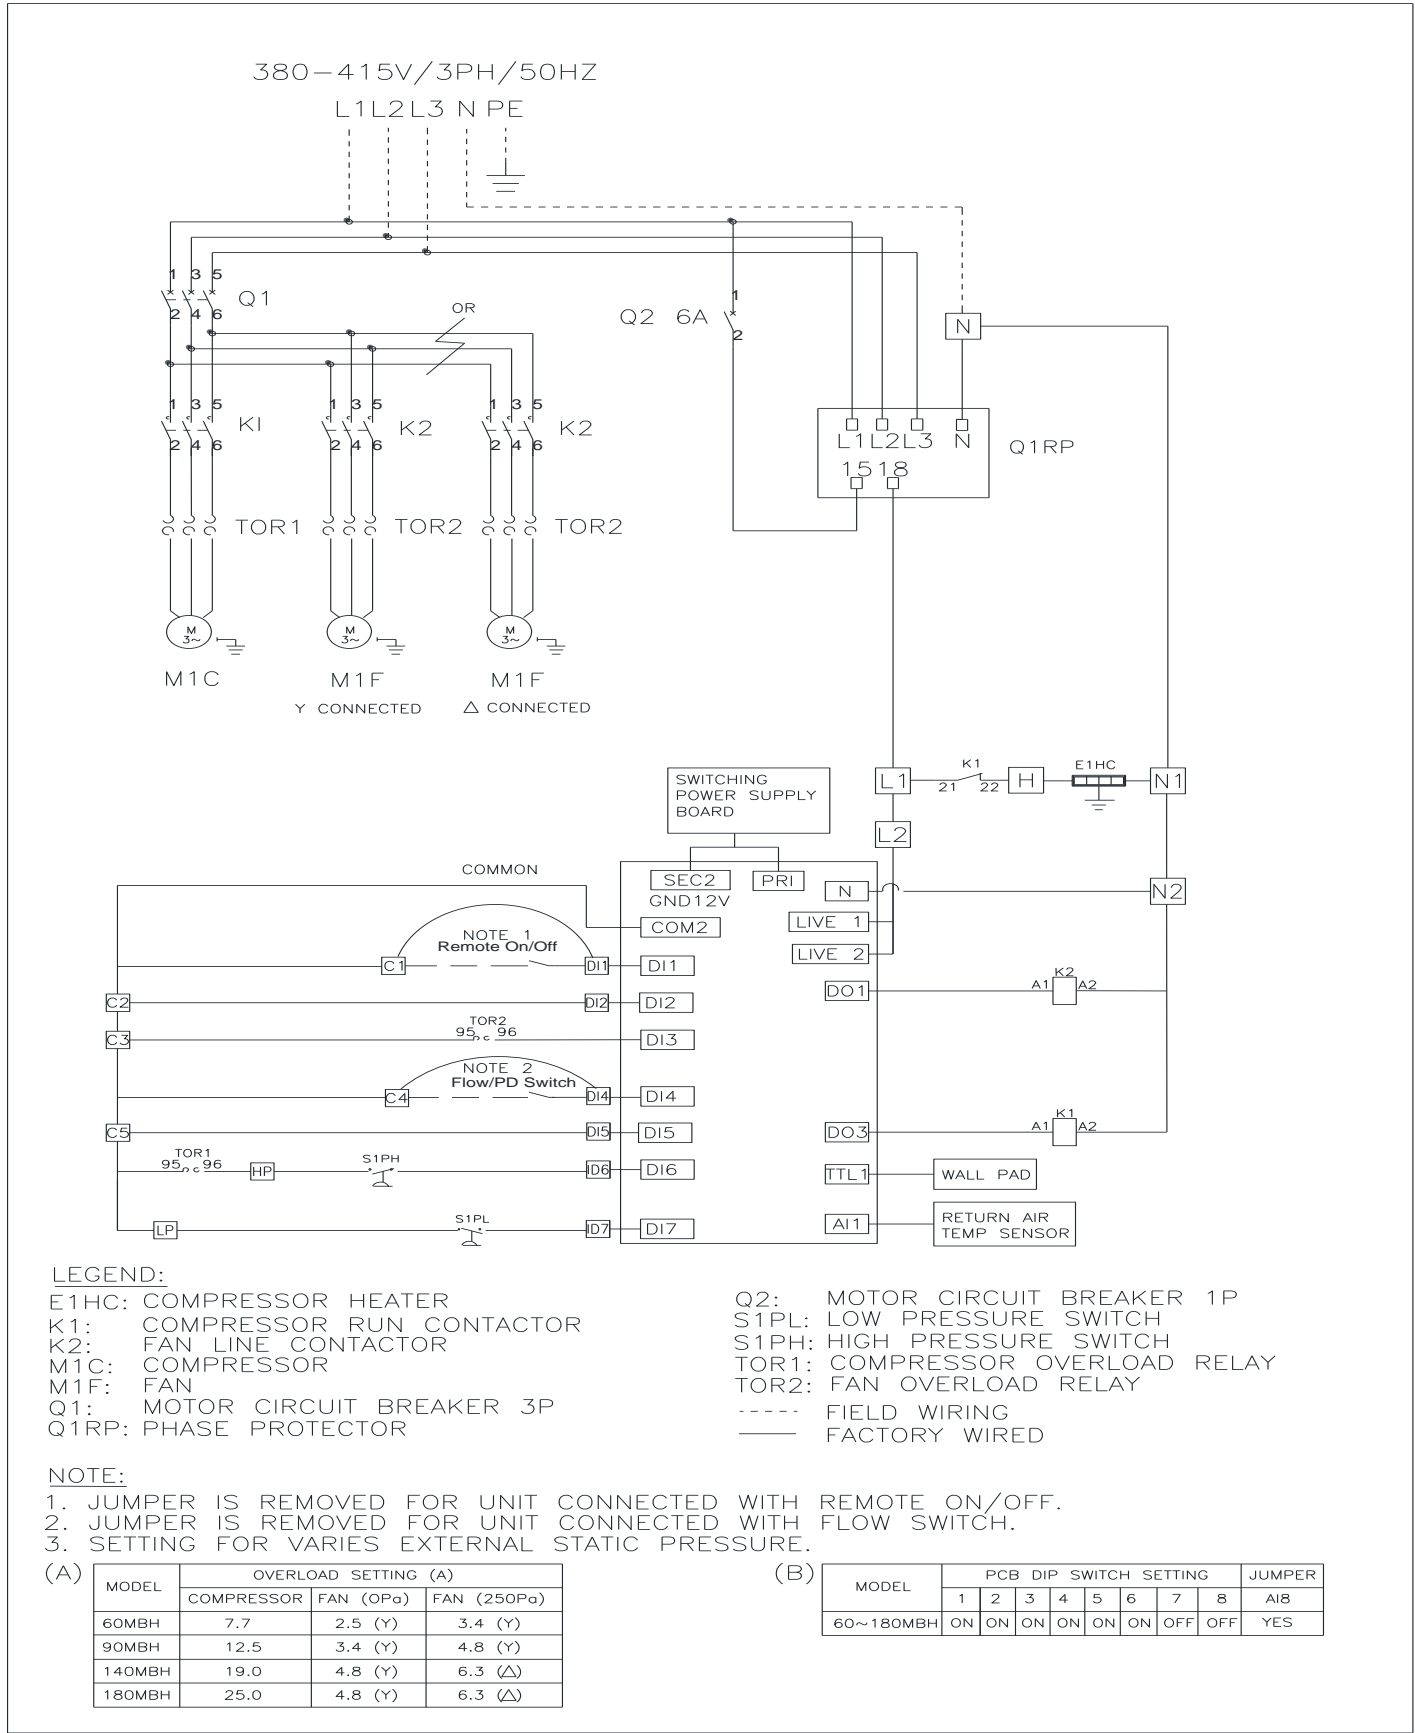 380-415V/3PH/50HZ
L1 L2 L3 N PE
1 3 5
Q1
2 4 6
OR
1
Q2 6A
2
N
1 3 5
K1
2 4 6
1 3 5
K2
2 4 6
1 3 5
K2
2 4 6
L1 L2 L3 N
15 18
Q1RP
TOR1
TOR2
TOR2
M
3~
M
3~
M
3~
M1C
M1F
M1F
Y CONNECTED
△ CONNECTED
SWITCHING
POWER SUPPLY
BOARD
L1
K1
21 22
H
E1HC
N1
L2
COMMON
SEC2
PRI
GND12V
N
N2
COM2
LIVE 1
LIVE 2
NOTE 1
Remote On/Off
C1
DI1
DI1
C2
DI2
DI2
DO1
K2
A1 A2
C3
TOR2
95 96
DI3
NOTE 2
Flow/PD Switch
C4
DI4
DI4
C5
DI5
DI5
DO3
K1
A1 A2
TOR1
95 96
HP
S1PH
ID6
DI6
TTL1
WALL PAD
LP
S1PL
ID7
DI7
AI1
RETURN AIR
TEMP SENSOR
LEGEND:
E1HC: COMPRESSOR HEATER
K1: COMPRESSOR RUN CONTACTOR
K2: FAN LINE CONTACTOR
M1C: COMPRESSOR
M1F: FAN
Q1: MOTOR CIRCUIT BREAKER 3P
Q1RP: PHASE PROTECTOR
Q2: MOTOR CIRCUIT BREAKER 1P
S1PL: LOW PRESSURE SWITCH
S1PH: HIGH PRESSURE SWITCH
TOR1: COMPRESSOR OVERLOAD RELAY
TOR2: FAN OVERLOAD RELAY
----- FIELD WIRING
FACTORY WIRED
NOTE:
1. JUMPER IS REMOVED FOR UNIT CONNECTED WITH REMOTE ON/OFF.
2. JUMPER IS REMOVED FOR UNIT CONNECTED WITH FLOW SWITCH.
3. SETTING FOR VARIES EXTERNAL STATIC PRESSURE.
(A)
MODEL OVERLOAD SETTING (A)
COMPRESSOR FAN (0Pa) FAN (250Pa)
60MBH 7.7 2.5 (Y) 3.4 (Y)
90MBH 12.5 3.4 (Y) 4.8 (Y)
140MBH 19.0 4.8 (Y) 6.3 (△)
180MBH 25.0 4.8 (Y) 6.3 (△)
(B)
MODEL PCB DIP SWITCH SETTING JUMPER
1 2 3 4 5 6 7 8 AI8
60~180MBH ON ON ON ON ON ON OFF OFF YES